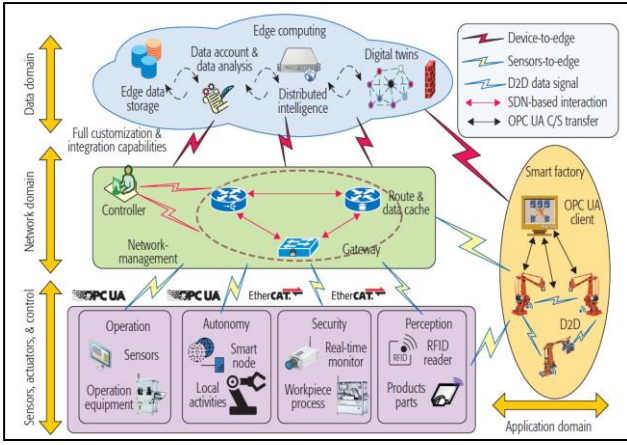 Edge computing
Data account &
data analysis
Digital twins
Edge data
storage
Distributed
intelligence
Full customization &
integration capabilities
Device-to-edge
Sensors-to-edge
D2D data signal
SDN-based interaction
OPC UA C/S transfer
Data domain
Network domain
Sensors, actuators, & control
Controller
Route &
data cache
Network-
management
Gateway
Smart factory
OPC UA
client
D2D
Application domain
OPC UA
OPC UA
EtherCAT.
EtherCAT.
Operation
Sensors
Operation
equipment
Autonomy
Smart
node
Local
activities
Security
Real-time
monitor
Workpiece
process
Perception
RFID
RFID
reader
Products
parts